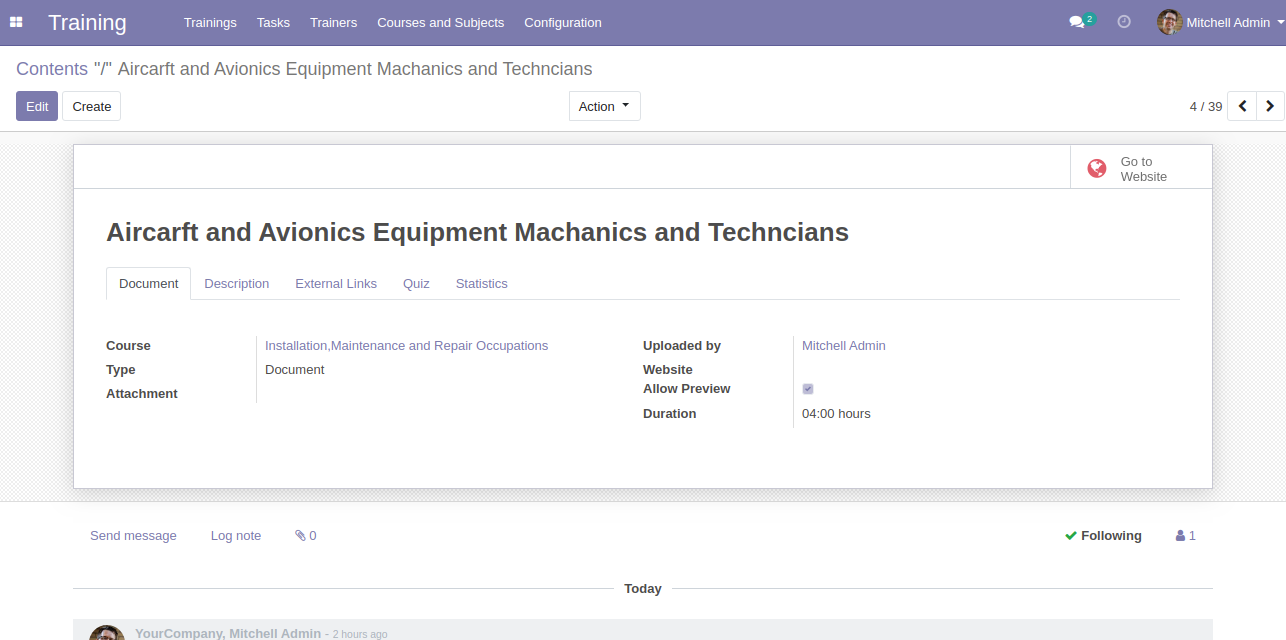 Training Trainings Tasks Trainers Courses and Subjects Configuration 2 Mitchell Admin
Contents "/" Aircarft and Avionics Equipment Machanics and Techncians
Edit Create Action 4 / 39
Go to
Website
Aircarft and Avionics Equipment Machanics and Techncians
Document Description External Links Quiz Statistics
Course Installation,Maintenance and Repair Occupations Uploaded by Mitchell Admin
Type Document Website
Attachment Allow Preview
Duration 04:00 hours
Send message Log note 0 Following 1
Today
YourCompany, Mitchell Admin - 2 hours ago